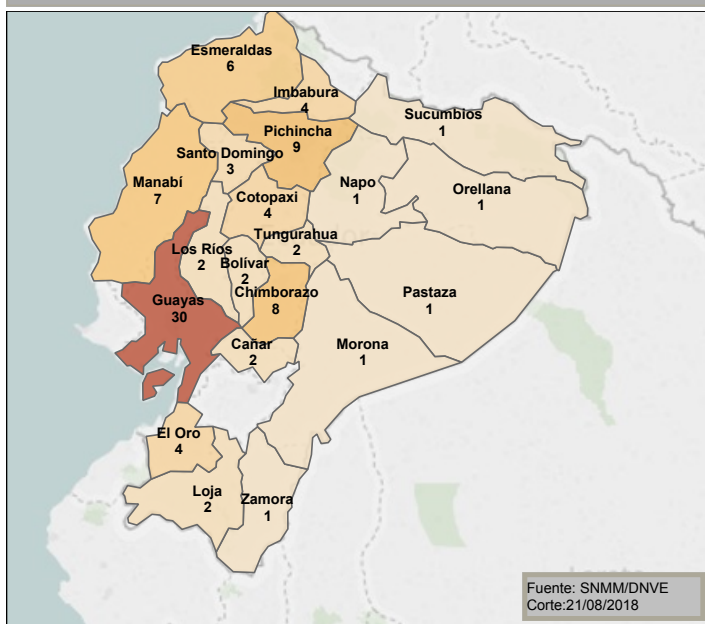 Esmeraldas
6
Imbabura
4
Sucumbios
1
Pichincha
9
Santo Domingo
3
Manabí
7
Napo
1
Orellana
1
Cotopaxi
4
Tungurahua
2
Los Ríos
2
Bolívar
2
Chimborazo
8
Guayas
30
Pastaza
1
Cañar
2
Morona
1
El Oro
4
Loja
2
Zamora
1
Fuente: SNMM/DNVE
Corte:21/08/2018